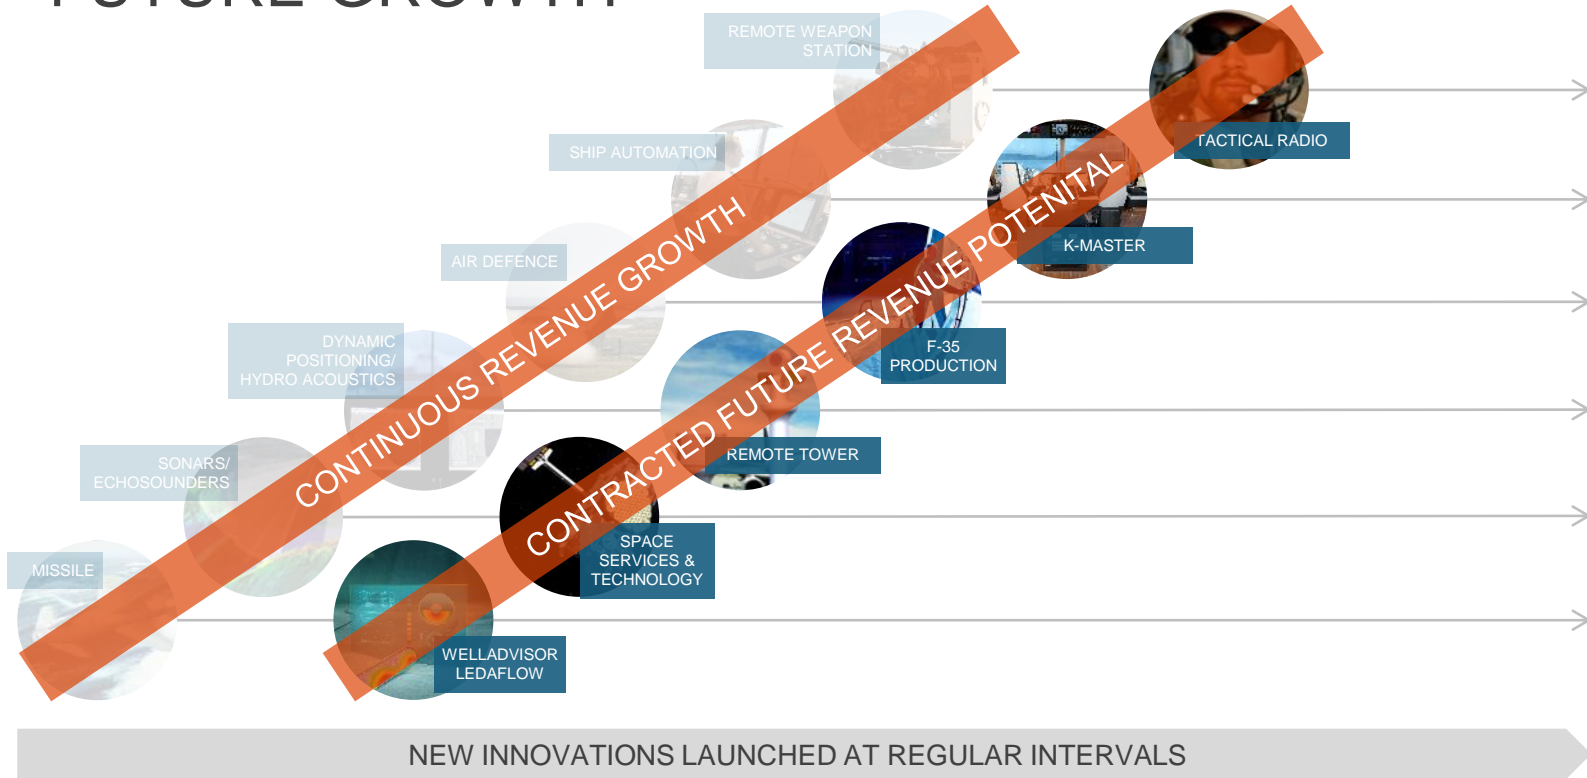 FUTURE GROWTH
REMOTE WEAPON
STATION
TACTICAL RADIO
SHIP AUTOMATION
K-MASTER
AIR DEFENCE
F-35
PRODUCTION
DYNAMIC
POSITIONING/
HYDRO ACOUSTICS
REMOTE TOWER
SONARS/
ECHOSOUNDERS
SPACE
SERVICES &
TECHNOLOGY
MISSILE
WELLADVISOR
LEDAFLOW
CONTINUOUS REVENUE GROWTH
CONTRACTED FUTURE REVENUE POTENITAL
NEW INNOVATIONS LAUNCHED AT REGULAR INTERVALS